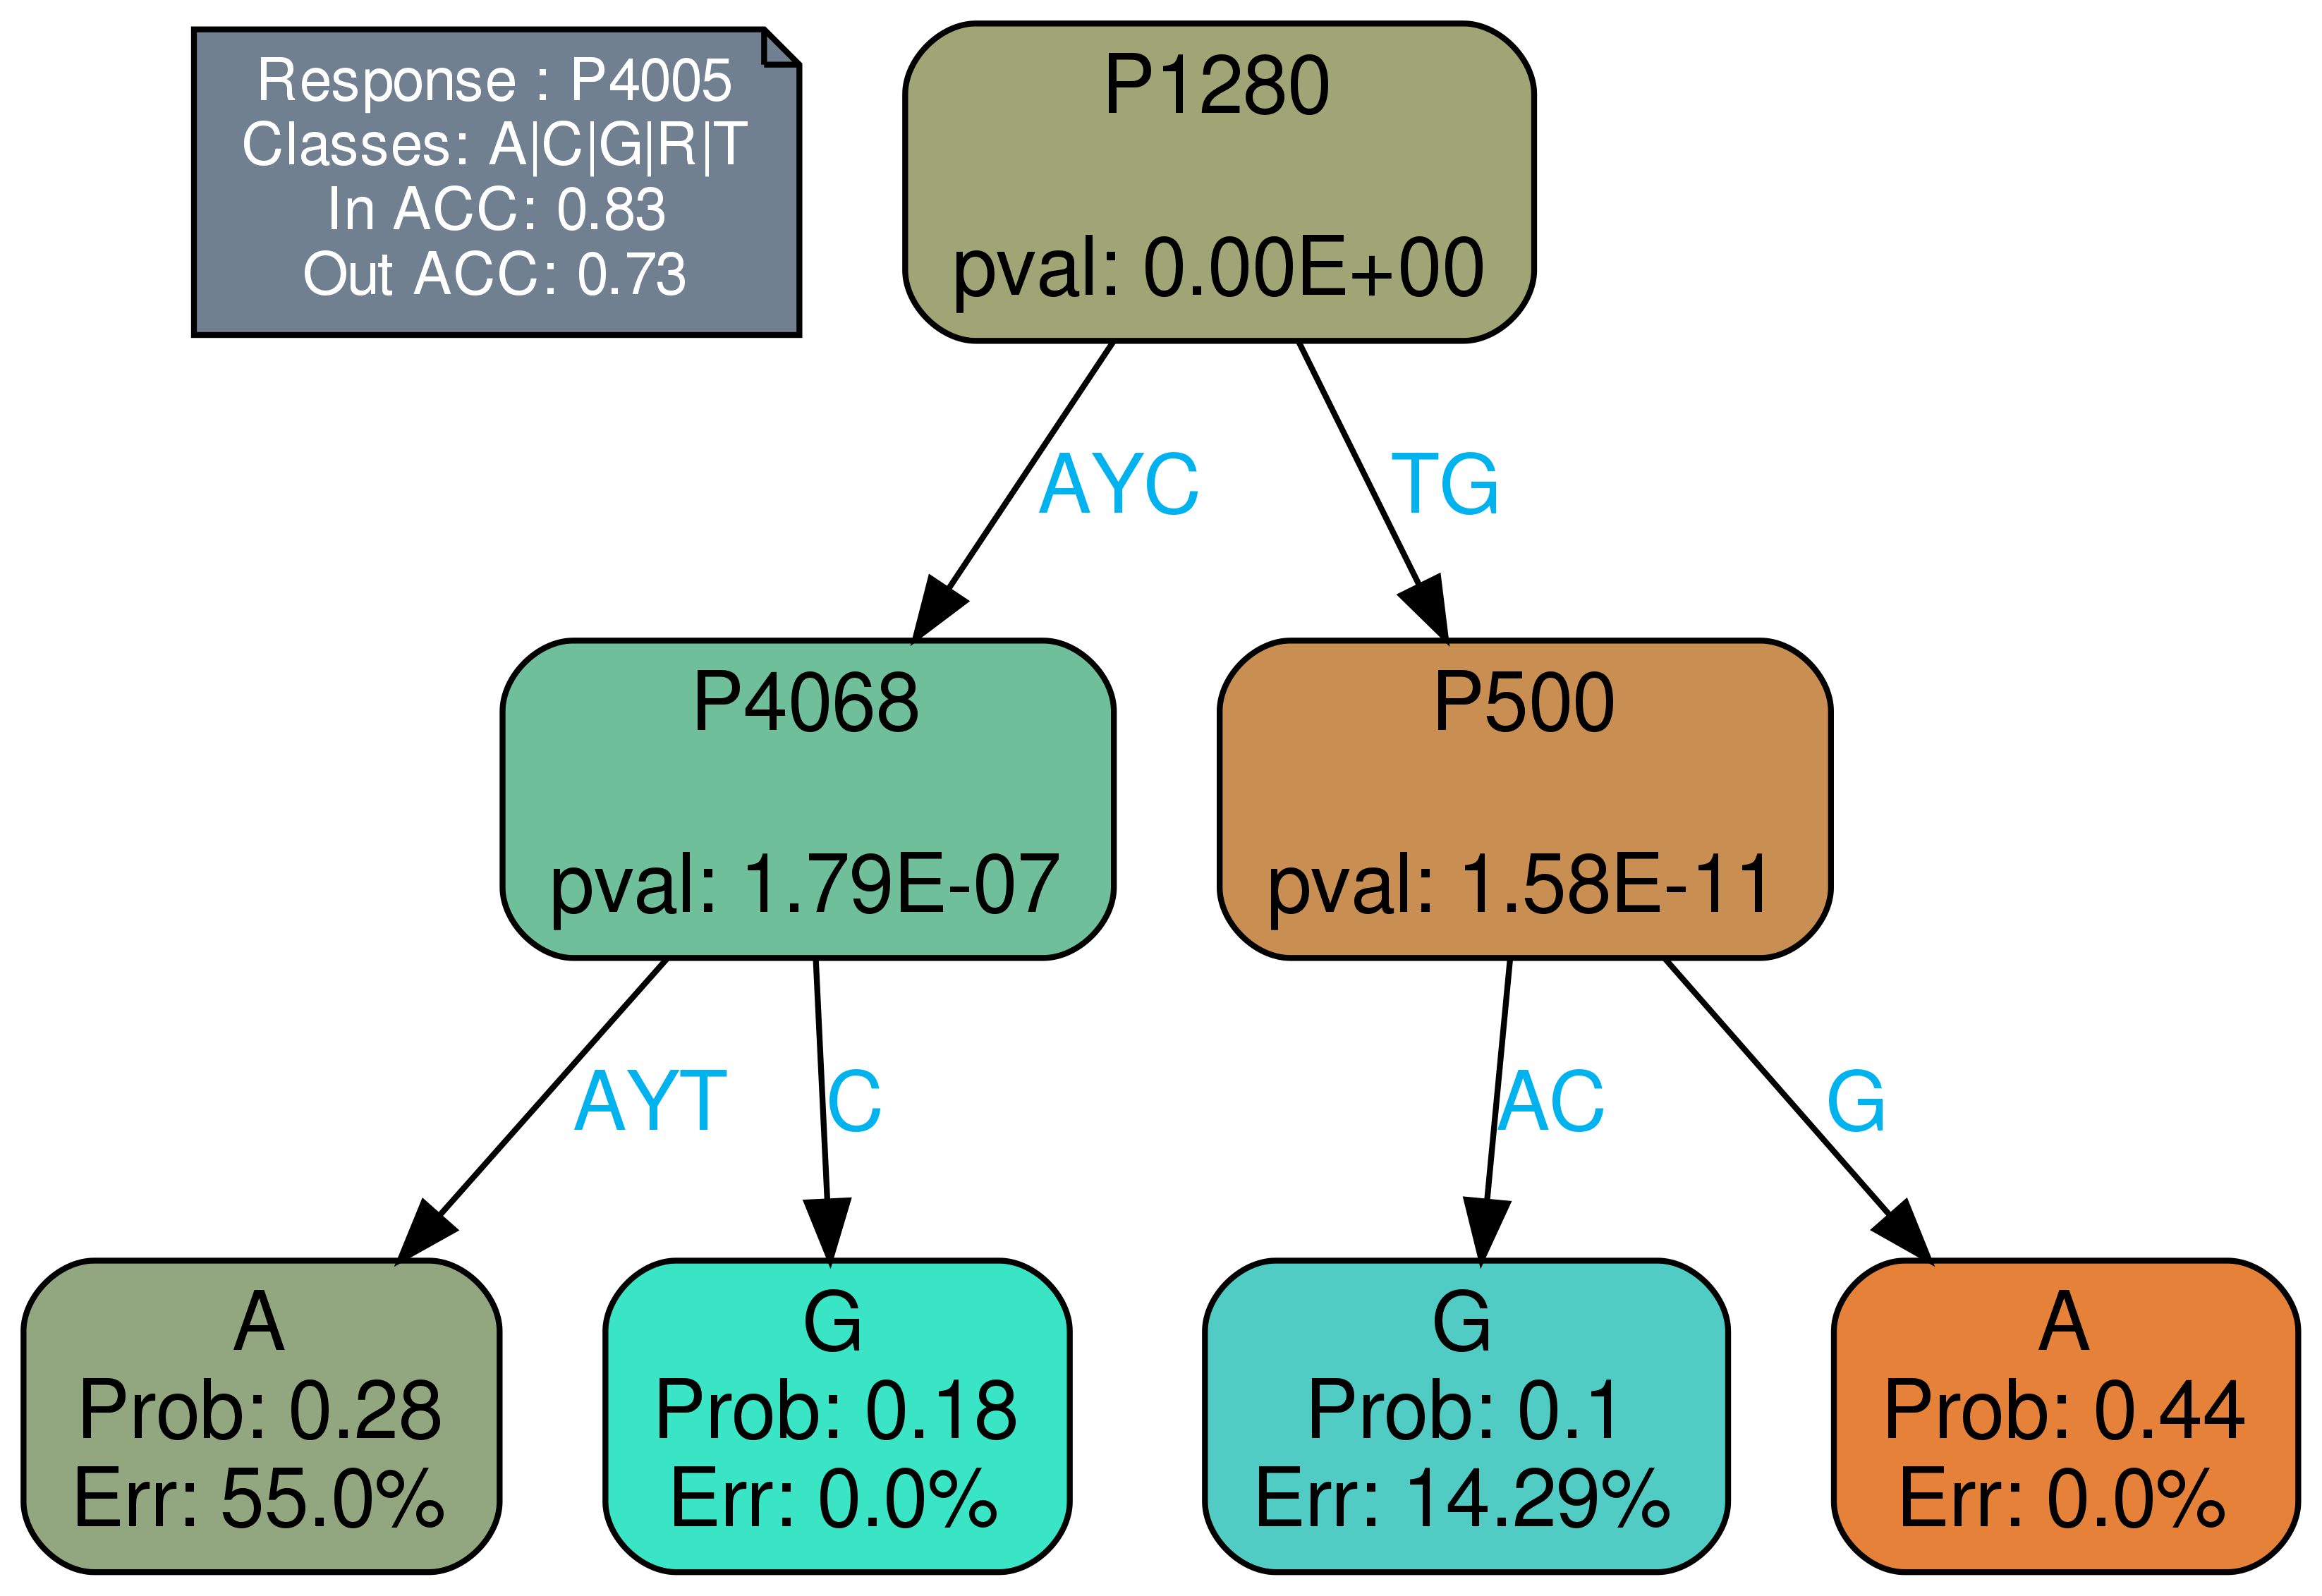 Response : P4005
Classes: A|C|G|R|T
In ACC: 0.83
Out ACC: 0.73
P1280
pval: 0.00E+00
AYC
TG
P4068
pval: 1.79E-07
P500
pval: 1.58E-11
AYT
C
AC
G
A
Prob: 0.28
Err: 55.0%
G
Prob: 0.18
Err: 0.0%
G
Prob: 0.1
Err: 14.29%
A
Prob: 0.44
Err: 0.0%